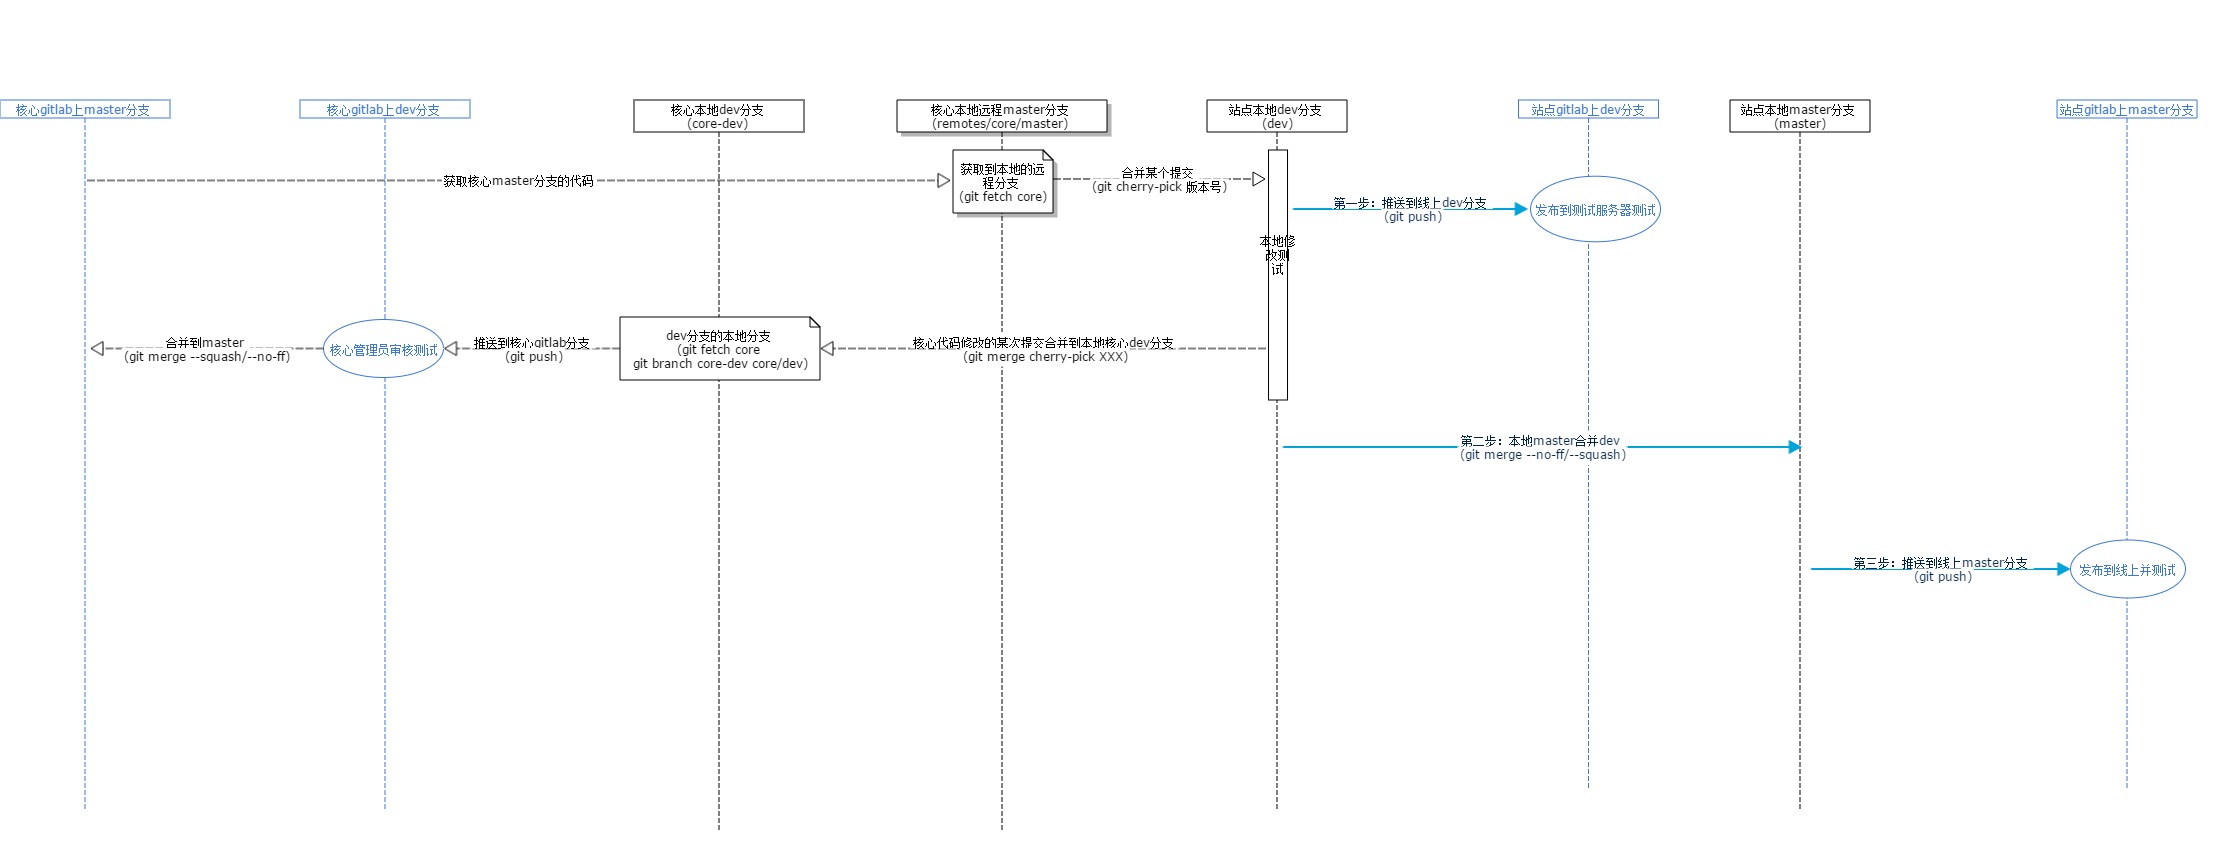 核心gitlab上master分支
核心gitlab上dev分支
核心本地dev分支
(core-dev)
核心本地远程master分支
(remotes/core/master)
站点本地dev分支
(dev)
站点gitlab上dev分支
站点本地master分支
(master)
站点gitlab上master分支
获取核心master分支的代码
获取到本地的远
程分支
(git fetch core)
合并某个提交
(git cherry-pick 版本号)
第一步：推送到线上dev分支
(git push)
发布到测试服务器测试
本地修
改测
试
合并到master
(git merge --squash/--no-ff)
核心管理员审核测试
推送到核心gitlab分支
(git push)
dev分支的本地分支
(git fetch core
git branch core-dev core/dev)
核心代码修改的某次提交合并到本地核心dev分支
(git merge cherry-pick XXX)
第二步：本地master合并dev
(git merge --no-ff/--squash)
第三步：推送到线上master分支
(git push)
发布到线上并测试